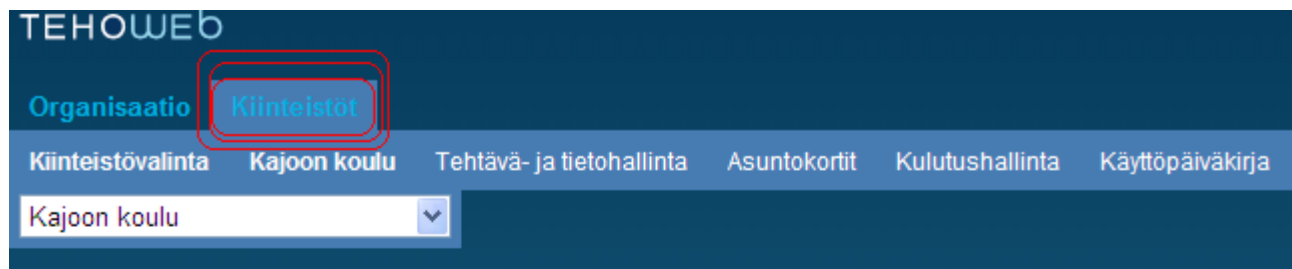 TEHOWEb
Organisaatio Kiinteistöt
Kiinteistövalinta Kajoon koulu Tehtävä- ja tietohallinta Asuntokortit Kulutushallinta Käyttöpäiväkirja
Kajoon koulu